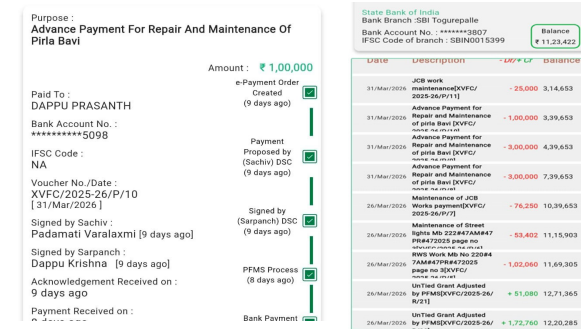 Purpose :
Advance Payment For Repair And Maintenance Of
Pirla Bavi
Amount : ₹ 1,00,000
Paid To :
DAPPU PRASANTH
Bank Account No. :
**********5098
IFSC Code :
NA
Voucher No./Date :
XVFC/2025-26/P/10
[ 31/Mar/2026 ]
Signed by Sachiv :
Padamati Varalaxmi [9 days ago]
Signed by Sarpanch :
Dappu Krishna [9 days ago]
Acknowledgement Received on :
9 days ago
Payment Received on :
e-Payment Order
Created
(9 days ago)
Payment
Proposed by
(Sachiv) DSC
(9 days ago)
Signed by
(Sarpanch) DSC
(9 days ago)
PFMS Process
(8 days ago)
Bank Payment
State Bank of India
Bank Branch :SBI Togurepalle
Bank Account No. : *******3807
IFSC Code of branch : SBIN0015399
Balance
₹ 11,23,422
Date Description - Dr/+ Cr Balance
JCB work
31/Mar/2026 maintenance[XVFC/ - 25,000 3,14,653
2025-26/P/11]
Advance Payment for
31/Mar/2026 Repair and Maintenance - 1,00,000 3,39,653
of pirla Bavi [XVFC/
2025-26/P/10]
Advance Payment for
31/Mar/2026 Repair and Maintenance - 3,00,000 4,39,653
of pirla Bavi [XVFC/
Advance Payment for
31/Mar/2026 Repair and Maintenance - 3,00,000 7,39,653
of pirla Bavi [XVFC/
Maintenance of JCB
26/Mar/2026 Works payment[XVFC/ - 76,250 10,39,653
2025-26/P/7]
Maintenance of Street
26/Mar/2026 lights Mb 222#47AM#47 - 53,402 11,15,903
PR#472025 page no
RWS Work Mb No 220#4
26/Mar/2026 7AM#47PR#472025 - 1,02,060 11,69,305
page no 3[XVFC/
UnTied Grant Adjusted
26/Mar/2026 by PFMS[XVFC/2025-26/ + 51,080 12,71,365
R/21]
UnTied Grant Adjusted
26/Mar/2026 by PFMS[XVFC/2025-26/ + 1,72,760 12,20,285